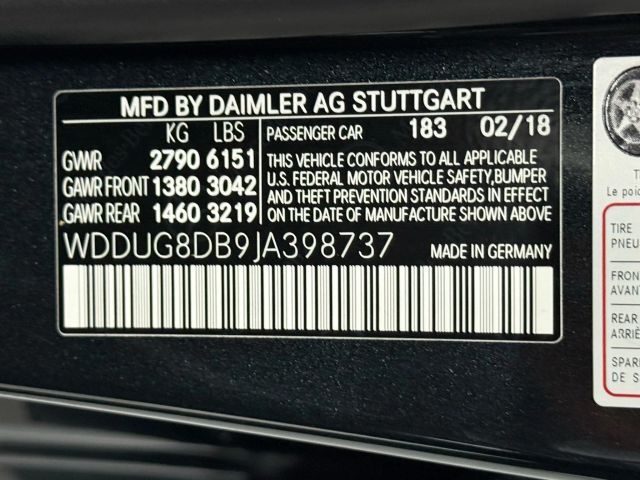 MFD BY DAIMLER AG STUTTGART
KG LBS
GWR 2790 6151
GAWR FRONT 1380 3042
GAWR REAR 1460 3219
PASSENGER CAR 183 02/18
THIS VEHICLE CONFORMS TO ALL APPLICABLE
U.S. FEDERAL MOTOR VEHICLE SAFETY,BUMPER
AND THEFT PREVENTION STANDARDS IN EFFECT
ON THE DATE OF MANUFACTURE SHOWN ABOVE
WDDUG8DB9JA398737
MADE IN GERMANY
Le poi
TIRE
PNEU
FRON
AVANT
REAR
ARRIÈ
SPAR
DE S